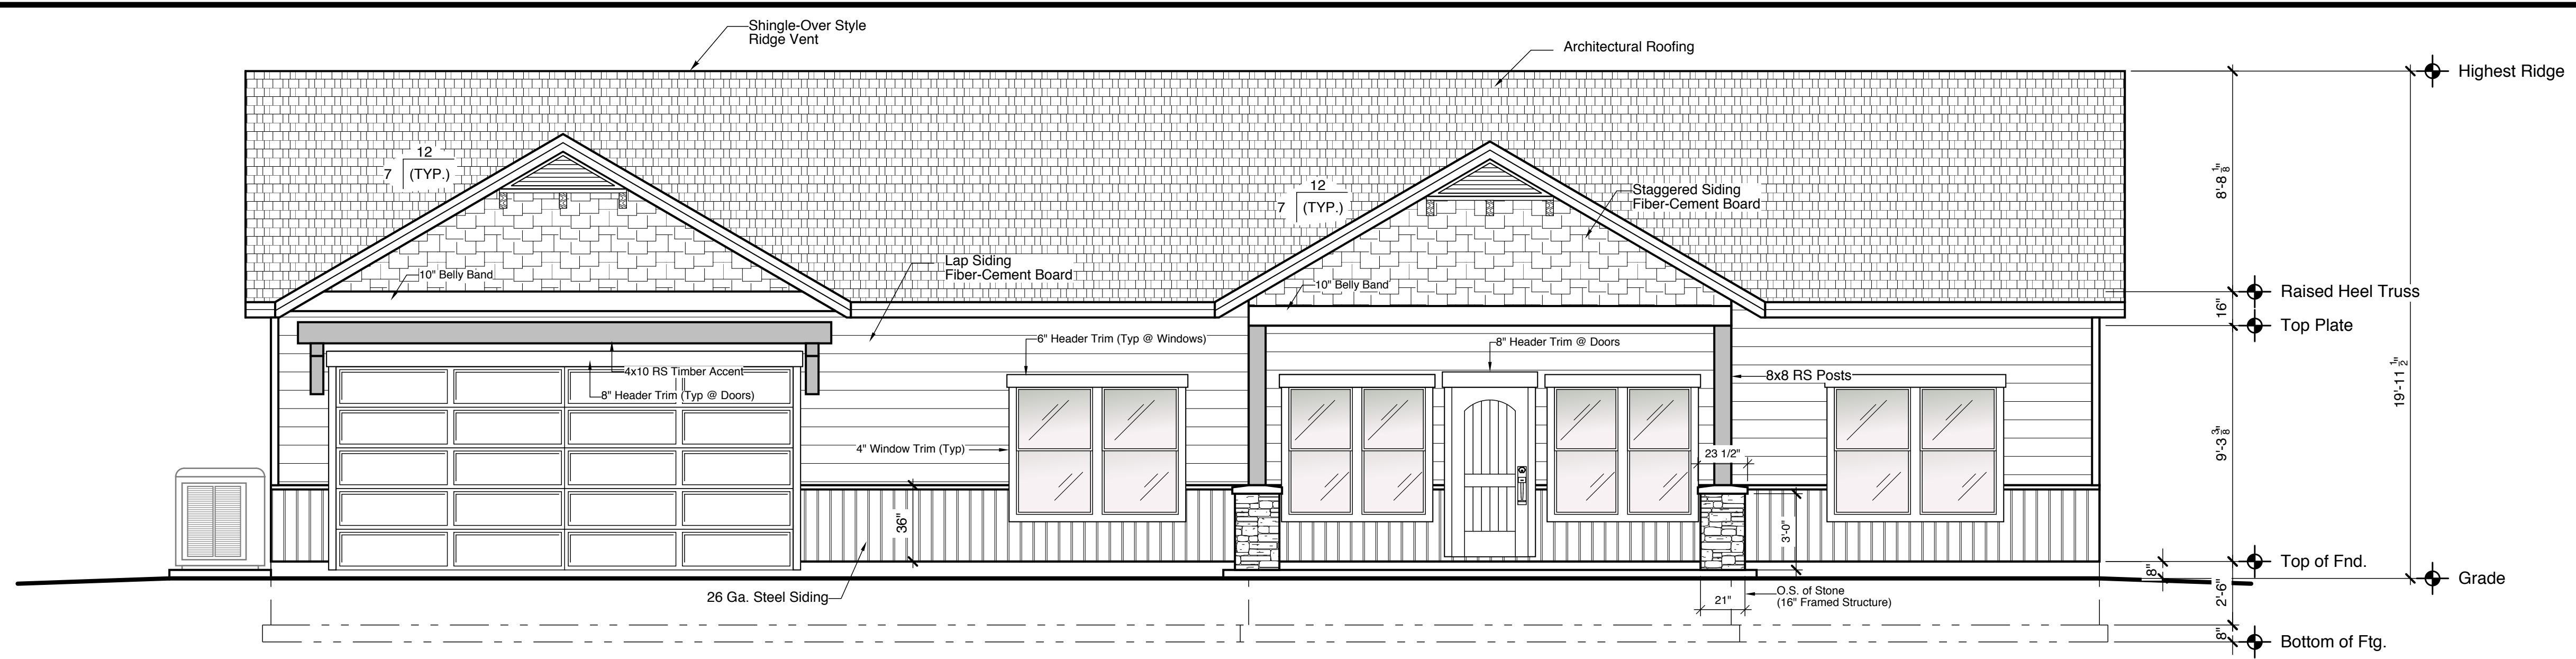 Shingle-Over Style
Ridge Vent
Architectural Roofing
Highest Ridge
12
7 (TYP.)
12
7 (TYP.)
Staggered Siding
Fiber-Cement Board
8'-8 1/8"
10" Belly Band
Lap Siding
Fiber-Cement Board
10" Belly Band
Raised Heel Truss
16"
Top Plate
6" Header Trim (Typ @ Windows)
8" Header Trim @ Doors
4x10 RS Timber Accent
8" Header Trim (Typ @ Doors)
8x8 RS Posts
19'-11 1/2"
4" Window Trim (Typ)
23 1/2"
9'-3 3/8"
36"
3'-0"
Top of Fnd.
8"
Grade
26 Ga. Steel Siding
21"
O.S. of Stone
(16" Framed Structure)
2'-6"
8"
Bottom of Ftg.